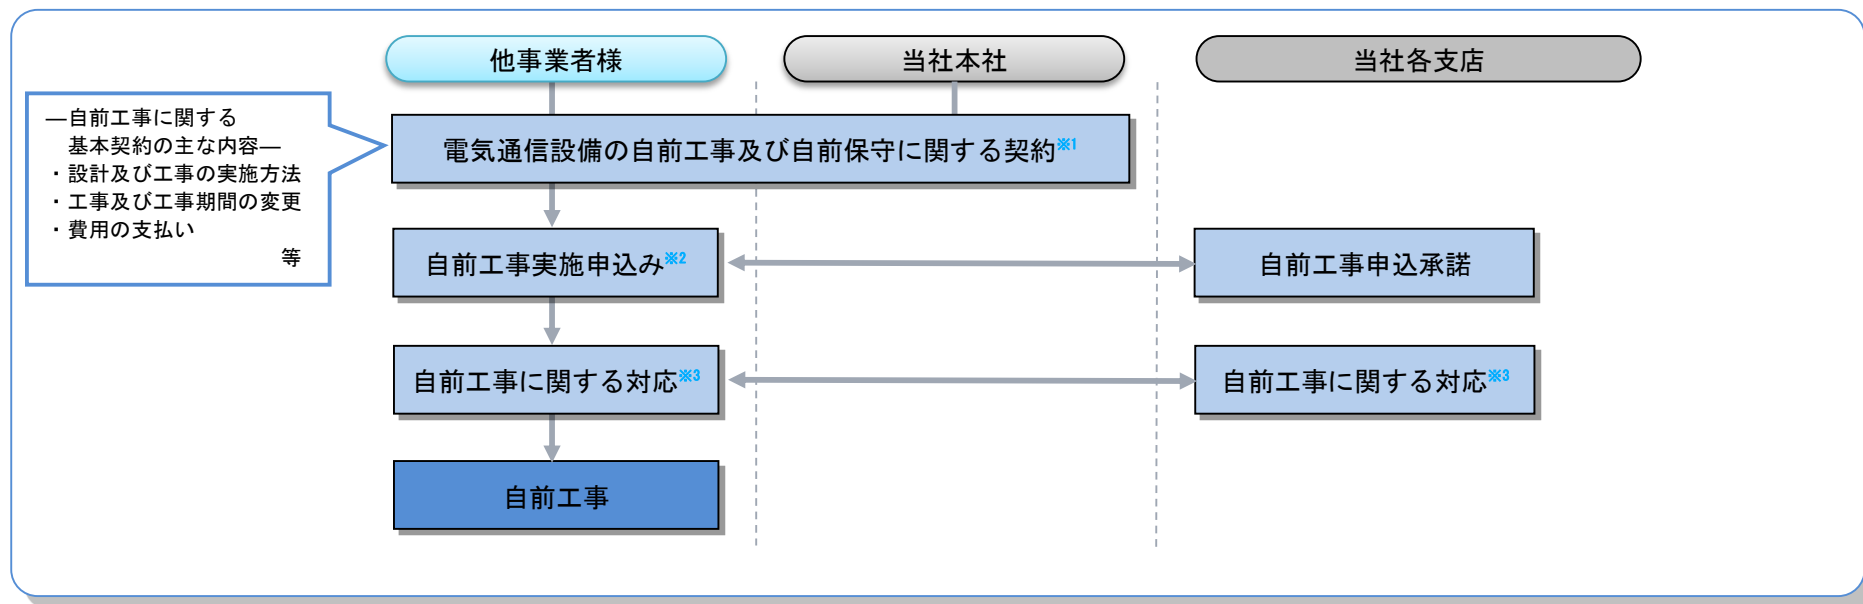 他事業者様
当社本社
当社各支店
―自前工事に関する
基本契約の主な内容―
・設計及び工事の実施方法
・工事及び工事期間の変更
・費用の支払い
等
電気通信設備の自前工事及び自前保守に関する契約※1
自前工事実施申込み※2
自前工事申込承諾
自前工事に関する対応※3
自前工事に関する対応※3
自前工事